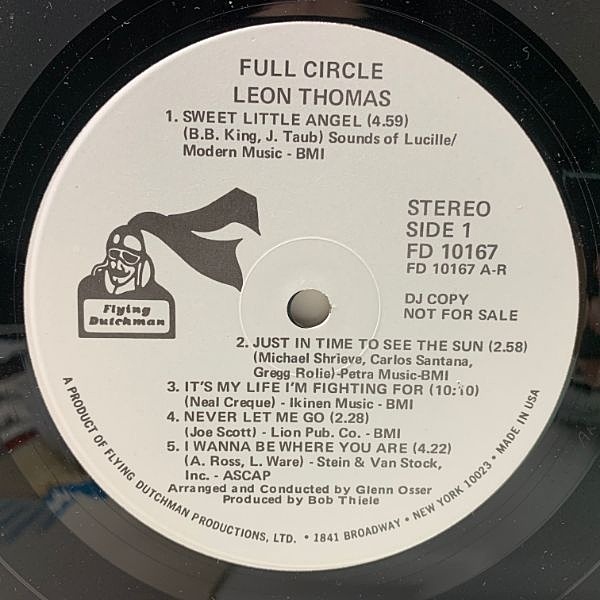 FULL CIRCLE
LEON THOMAS
1. SWEET LITTLE ANGEL (4.59)
(B.B. King, J. Taub) Sounds of Lucille/
Modern Music - BMI
STEREO
SIDE 1
FD 10167
FD 10167 A-R
DJ COPY
NOT FOR SALE
Flying
Dutchman
2. JUST IN TIME TO SEE THE SUN (2.58)
(Michael Shrieve, Carlos Santana,
Gregg Rolie)-Petra Music-BMI
3. IT'S MY LIFE I'M FIGHTING FOR (10:10)
(Neal Creque) - Ikinen Music - BMI
4. NEVER LET ME GO (2.28)
(Joe Scott) - Lion Pub. Co. - BMI
5. I WANNA BE WHERE YOU ARE (4.22)
(A. Ross, L. Ware) - Stein & Van Stock,
Inc. - ASCAP
Arranged and Conducted by Glenn Osser
Produced by Bob Thiele
A PRODUCT OF FLYING DUTCHMAN PRODUCTIONS, LTD. • 1841 BROADWAY • NEW YORK 10023 • MADE IN USA